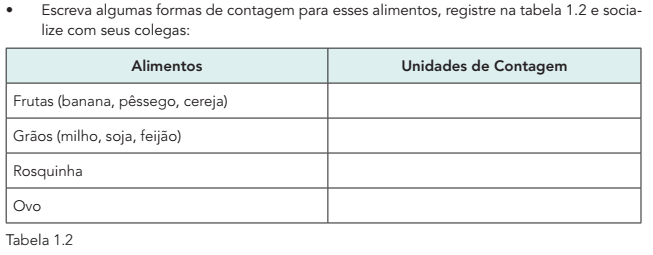 • Escreva algumas formas de contagem para esses alimentos, registre na tabela 1.2 e socia-
lize com seus colegas:
Alimentos Unidades de Contagem
Frutas (banana, pêssego, cereja)
Grãos (milho, soja, feijão)
Rosquinha
Ovo
Tabela 1.2